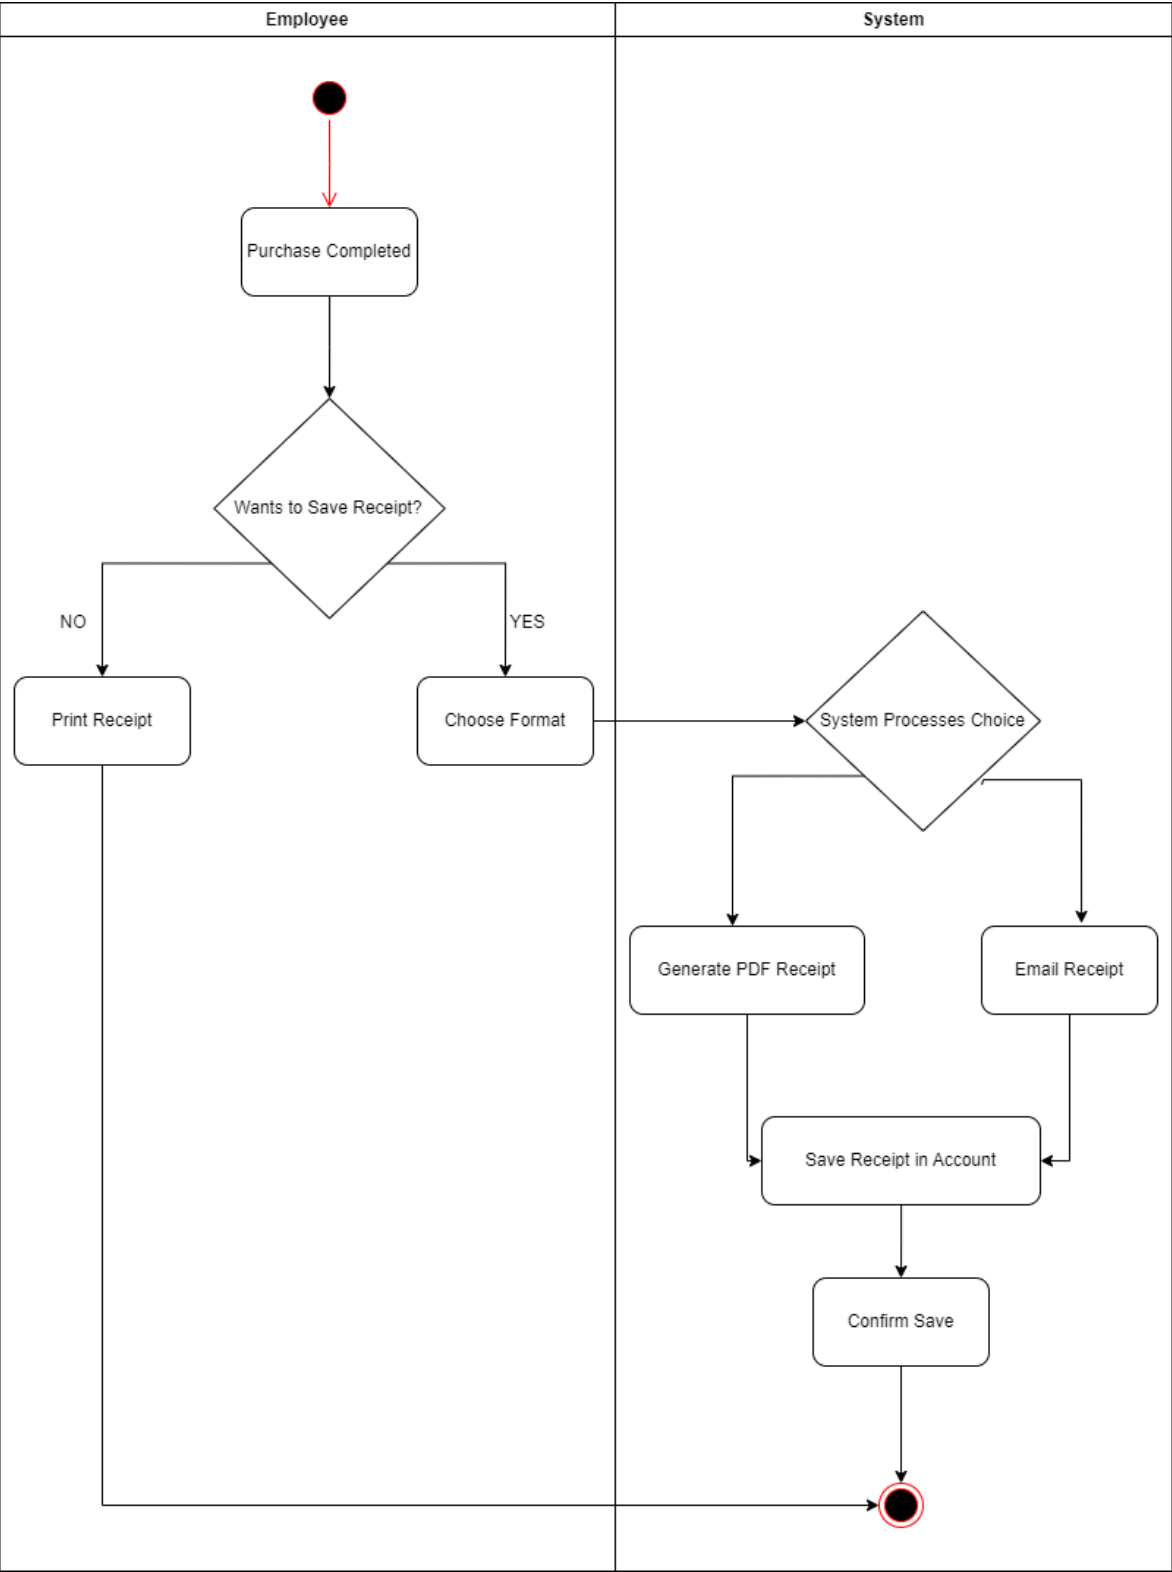 Employee
System
Purchase Completed
Wants to Save Receipt?
NO
YES
Print Receipt
Choose Format
System Processes Choice
Generate PDF Receipt
Email Receipt
Save Receipt in Account
Confirm Save